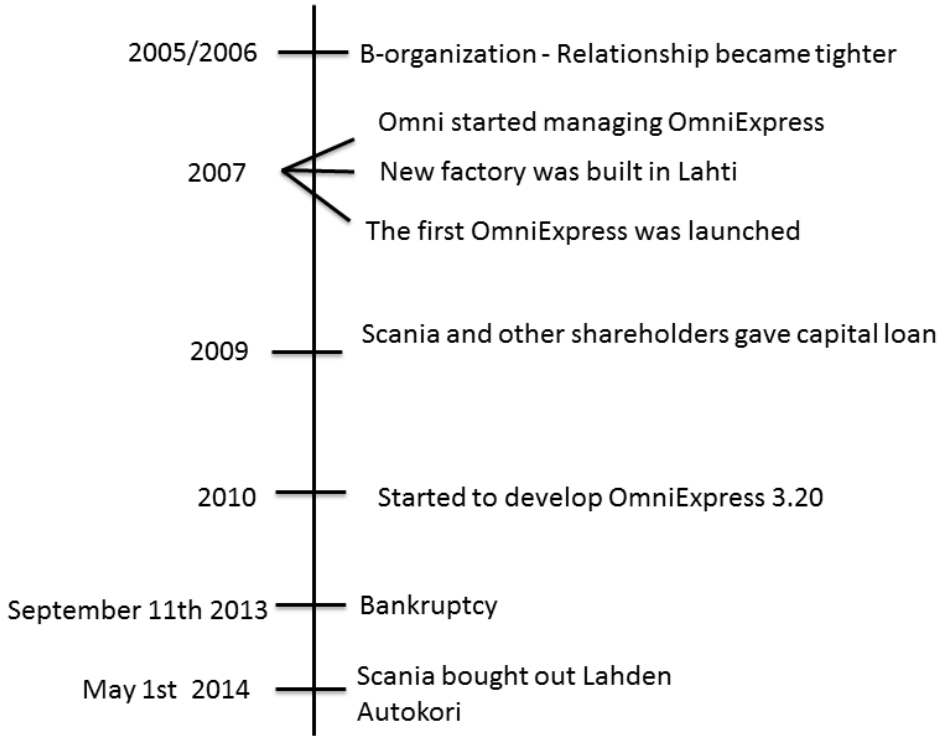 2005/2006 B-organization - Relationship became tighter
Omni started managing OmniExpress
2007 New factory was built in Lahti
The first OmniExpress was launched
2009 Scania and other shareholders gave capital loan
2010 Started to develop OmniExpress 3.20
September 11th 2013 Bankruptcy
May 1st 2014 Scania bought out Lahden
Autokori